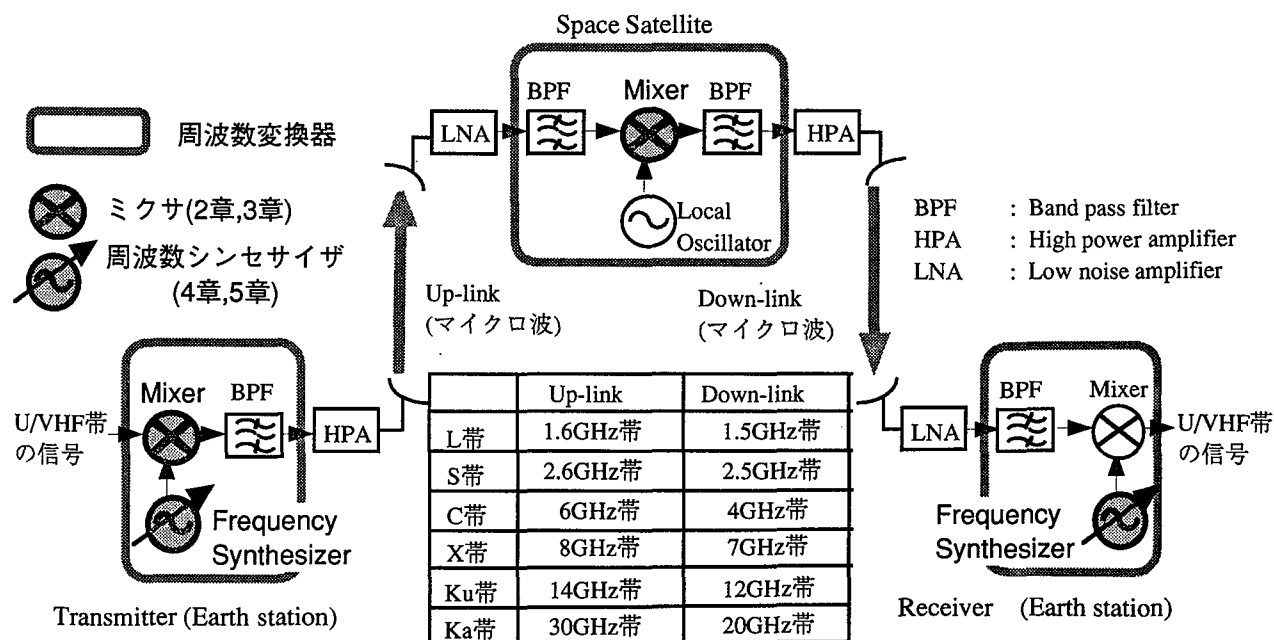 Space Satellite
BPF
Mixer
BPF
LNA
HPA
Local
Oscillator
周波数変換器
ミクサ(2章,3章)
周波数シンセサイザ
(4章,5章)
BPF : Band pass filter
HPA : High power amplifier
LNA : Low noise amplifier
Up-link
(マイクロ波)
Down-link
(マイクロ波)
Mixer
BPF
U/VHF帯
の信号
HPA
Frequency
Synthesizer
Transmitter (Earth station)
Up-link Down-link
L帯 1.6GHz帯 1.5GHz帯
S帯 2.6GHz帯 2.5GHz帯
C帯 6GHz帯 4GHz帯
X帯 8GHz帯 7GHz帯
Ku帯 14GHz帯 12GHz帯
Ka帯 30GHz帯 20GHz帯
LNA
BPF
Mixer
U/VHF帯
の信号
Frequency
Synthesizer
Receiver (Earth station)